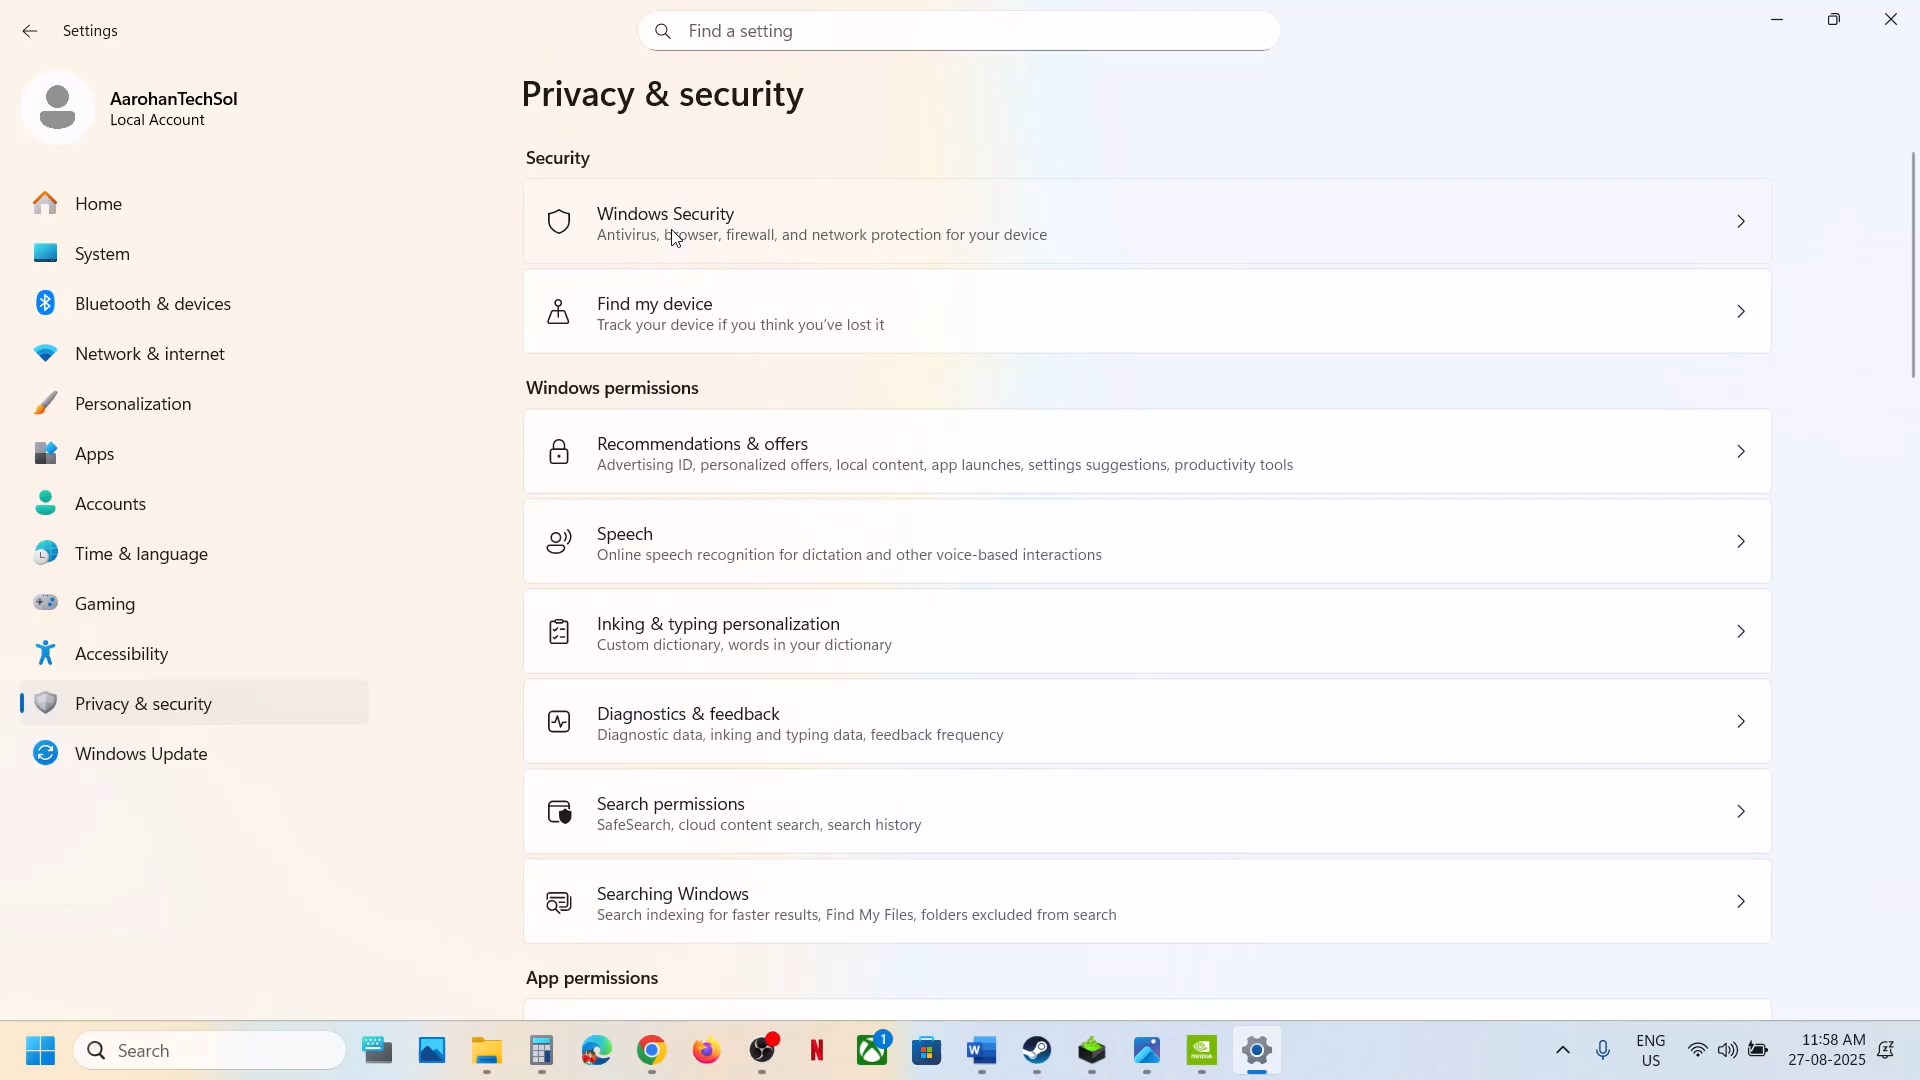 Settings
Find a setting
AarohanTechSol
Local Account
Home
System
Bluetooth & devices
Network & internet
Personalization
Apps
Accounts
Time & language
Gaming
Accessibility
Privacy & security
Windows Update
Privacy & security
Security
Windows Security
Antivirus, browser, firewall, and network protection for your device
Find my device
Track your device if you think you've lost it
Windows permissions
Recommendations & offers
Advertising ID, personalized offers, local content, app launches, settings suggestions, productivity tools
Speech
Online speech recognition for dictation and other voice-based interactions
Inking & typing personalization
Custom dictionary, words in your dictionary
Diagnostics & feedback
Diagnostic data, inking and typing data, feedback frequency
Search permissions
SafeSearch, cloud content search, search history
Searching Windows
Search indexing for faster results, Find My Files, folders excluded from search
App permissions
Search
N
1
W
NVIDIA
ENG
US
11:58 AM
27-08-2025